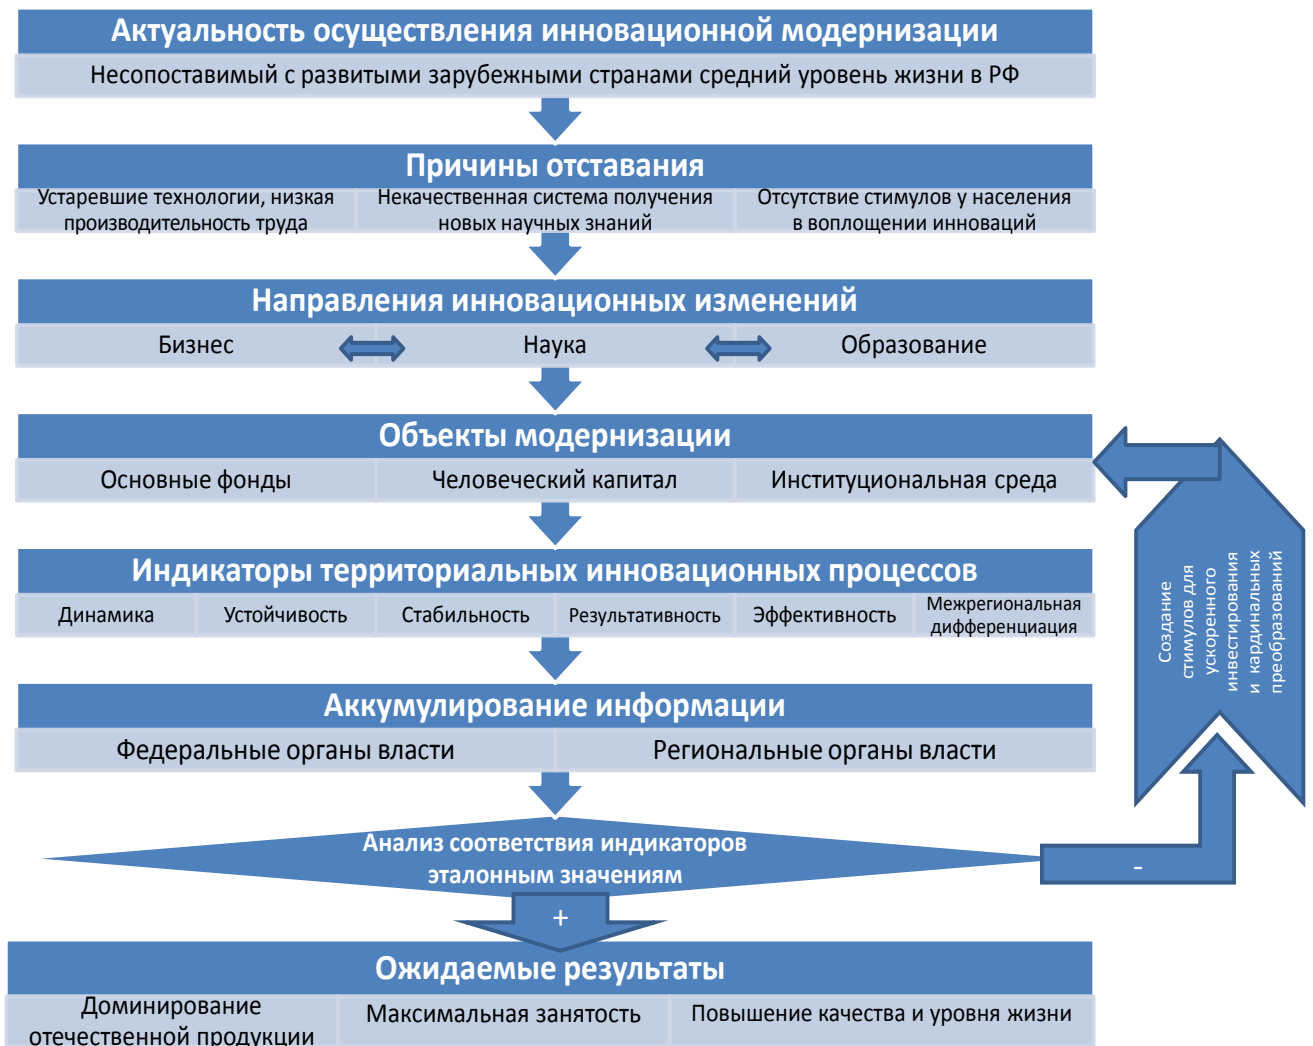 Актуальность осуществления инновационной модернизации
Несопоставимый с развитыми зарубежными странами средний уровень жизни в РФ
Причины отставания
Устаревшие технологии, низкая
производительность труда
Некачественная система получения
новых научных знаний
Отсутствие стимулов у населения
в воплощении инноваций
Направления инновационных изменений
Бизнес
Наука
Образование
Объекты модернизации
Основные фонды
Человеческий капитал
Институциональная среда
Индикаторы территориальных инновационных процессов
Динамика
Устойчивость
Стабильность
Результативность
Эффективность
Межрегиональная
дифференциация
Аккумулирование информации
Федеральные органы власти
Региональные органы власти
Анализ соответствия индикаторов
эталонным значениям
-
Создание
стимулов для
ускоренного
инвестирования
и кардинальных
преобразований
+
Ожидаемые результаты
Доминирование
отечественной продукции
Максимальная занятость
Повышение качества и уровня жизни